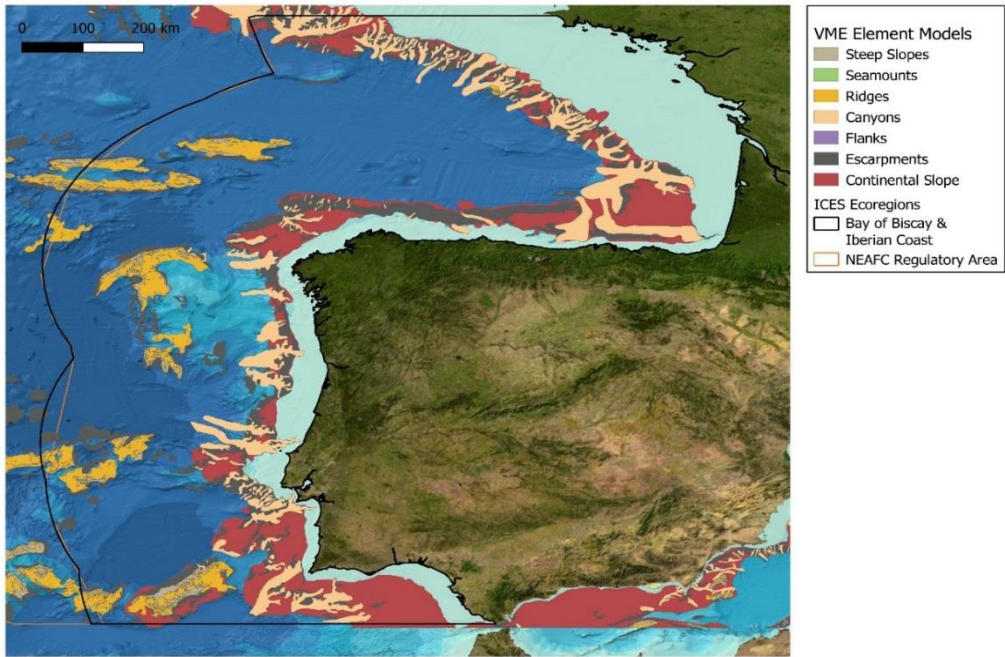 0 100 200 km
VME Element Models
Steep Slopes
Seamounts
Ridges
Canyons
Flanks
Escarpments
Continental Slope
ICES Ecoregions
Bay of Biscay &
Iberian Coast
NEAFC Regulatory Area